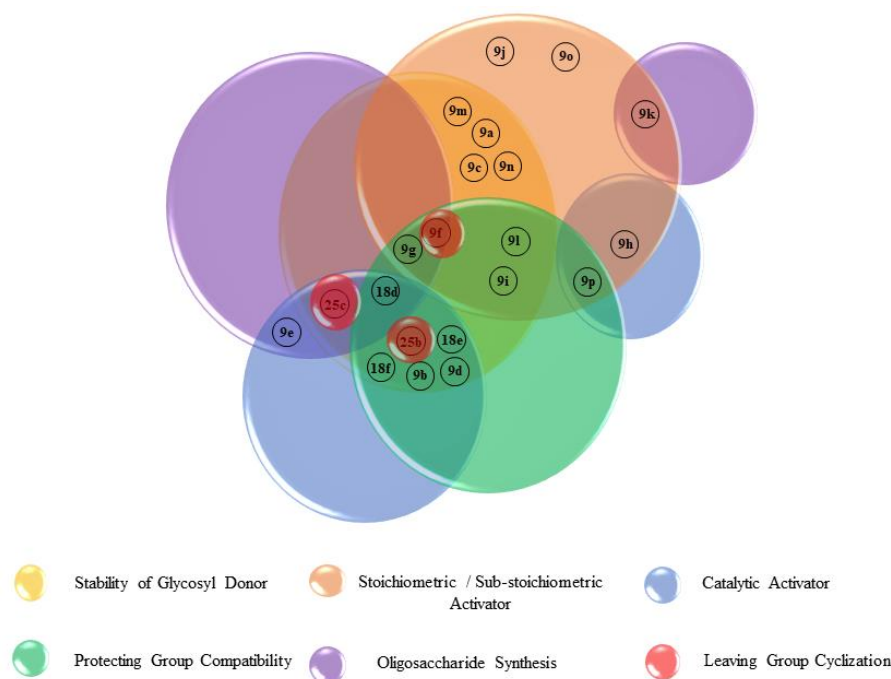 9j
9o
9m
9k
9a
9c
9n
9f
9l
9h
9g
9i
9p
18d
25c
9e
25b
18e
18f
9b
9d
Stability of Glycosyl Donor
Stoichiometric / Sub-stoichiometric
Activator
Catalytic Activator
Protecting Group Compatibility
Oligosaccharide Synthesis
Leaving Group Cyclization